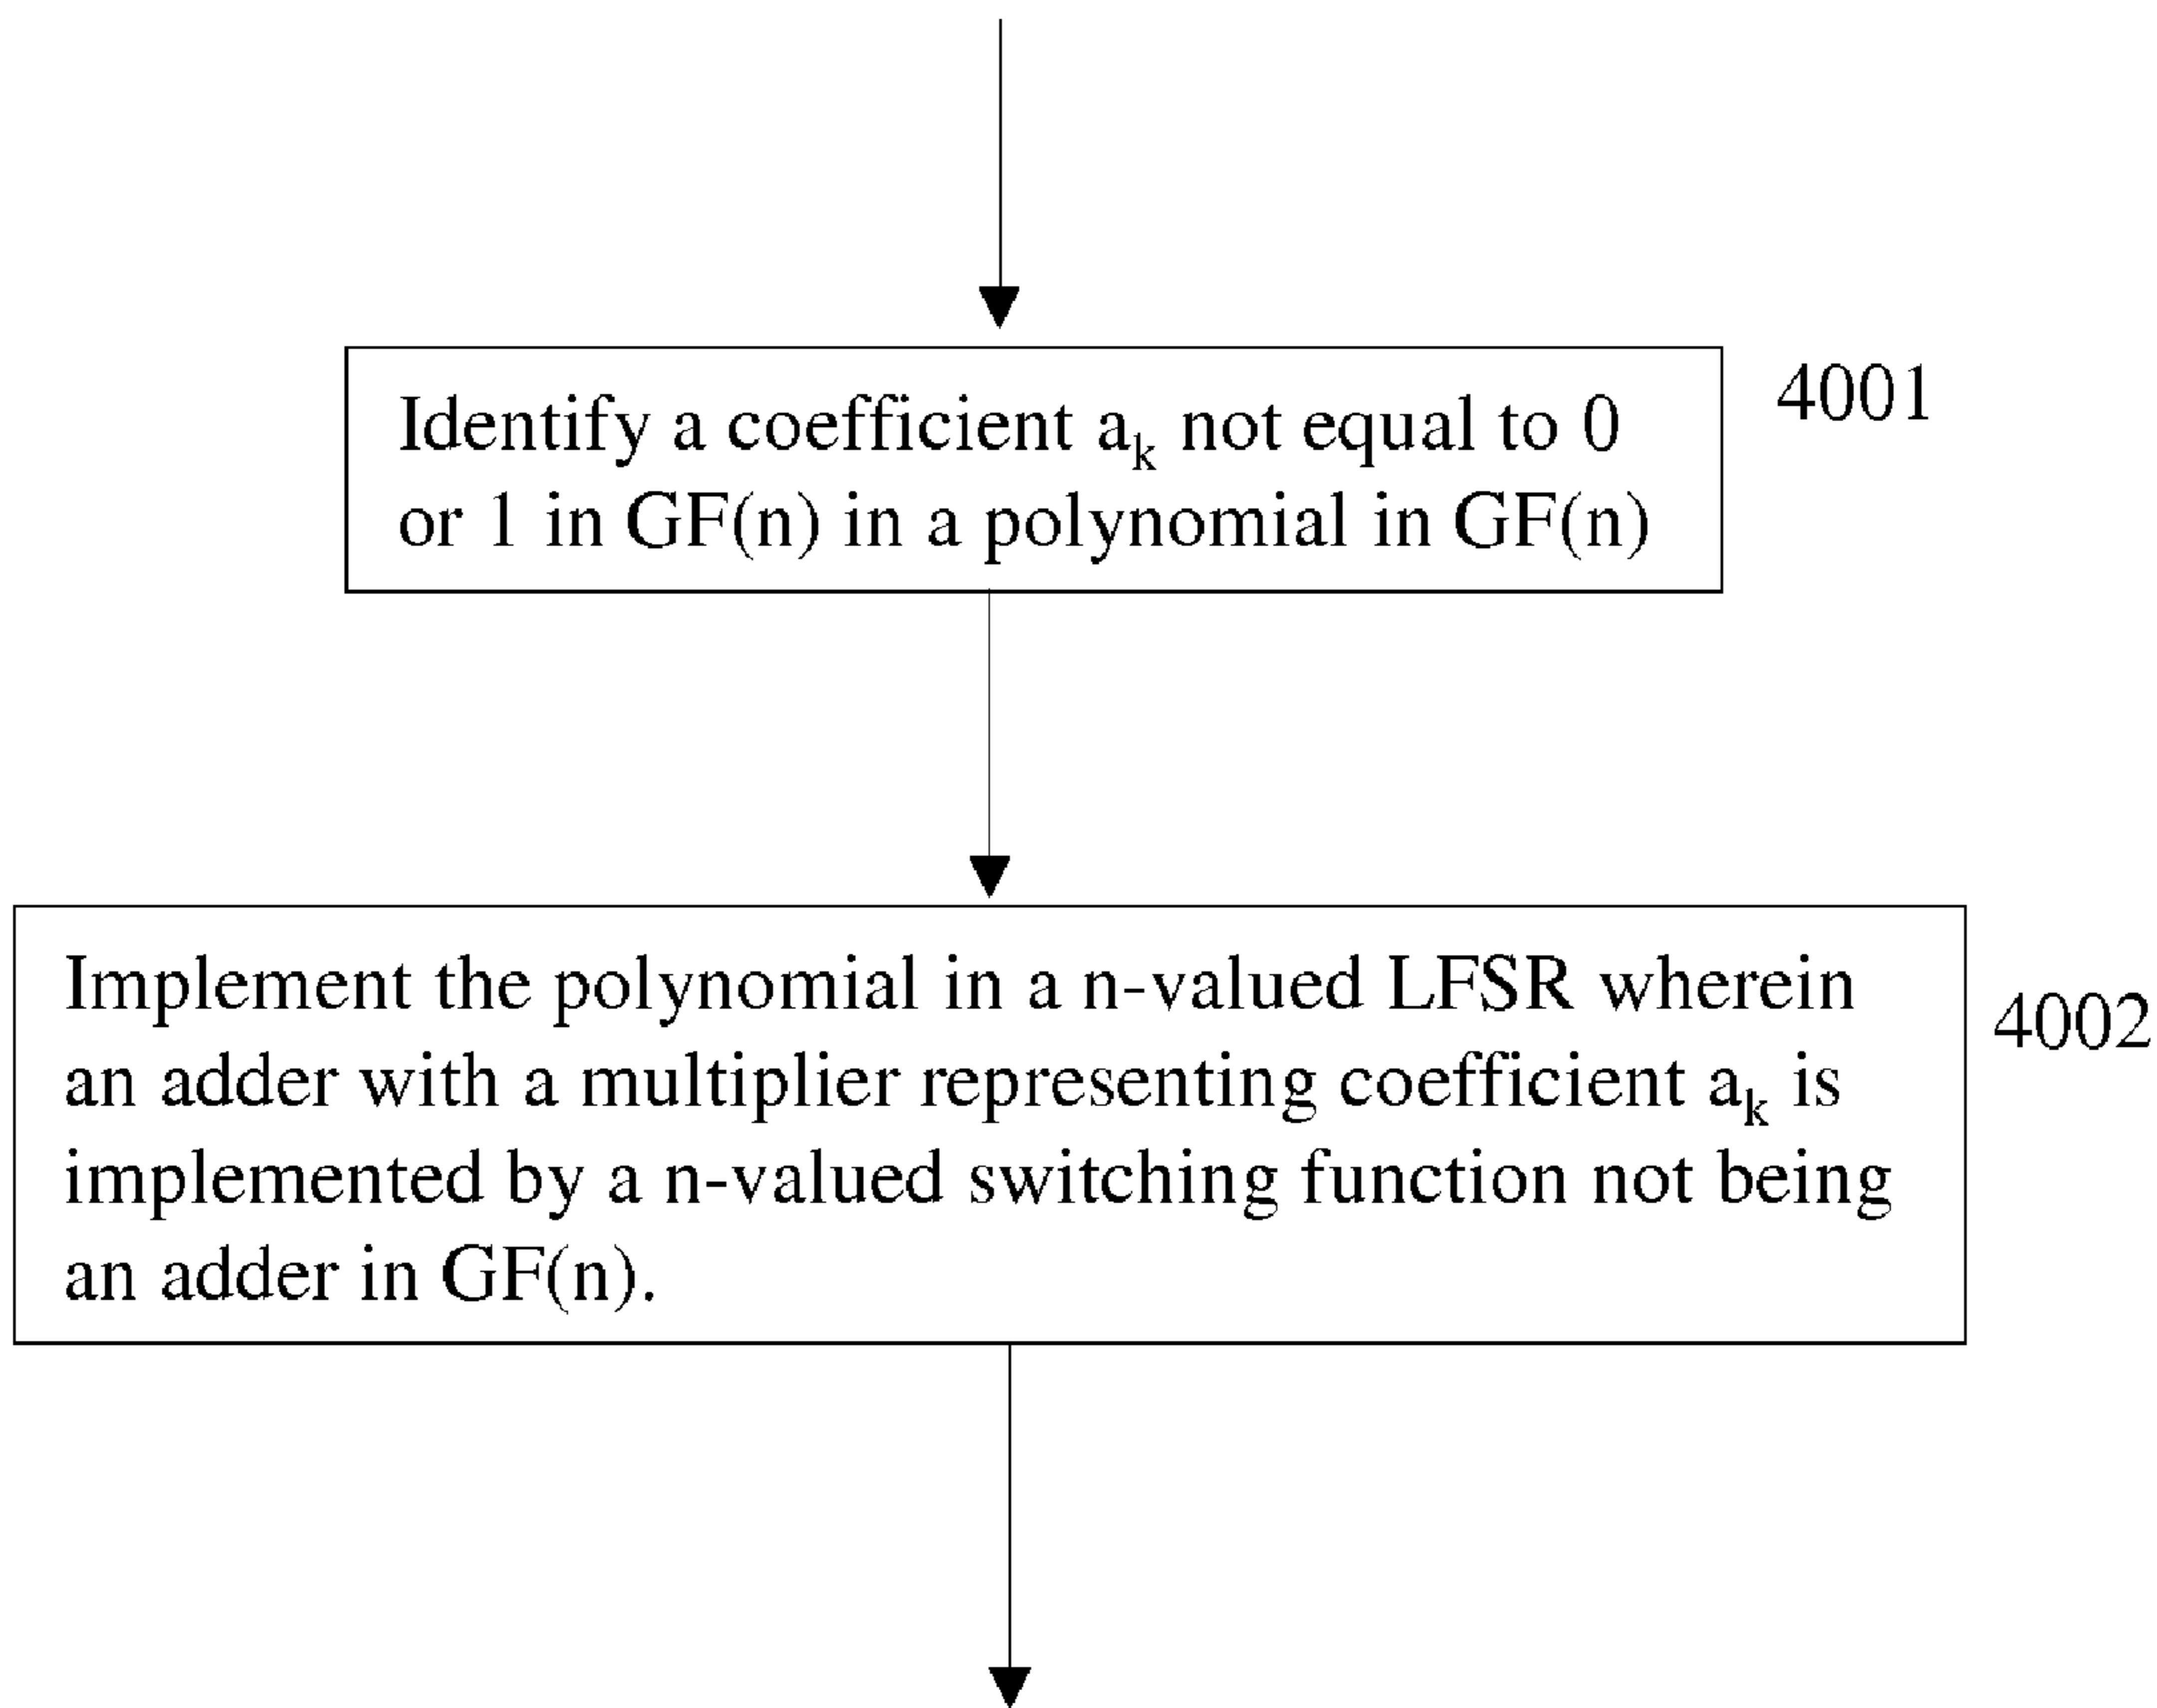 Identify a coefficient aₖ not equal to 0
or 1 in GF(n) in a polynomial in GF(n)
4001
Implement the polynomial in a n-valued LFSR wherein
an adder with a multiplier representing coefficient aₖ is
implemented by a n-valued switching function not being
an adder in GF(n).
4002